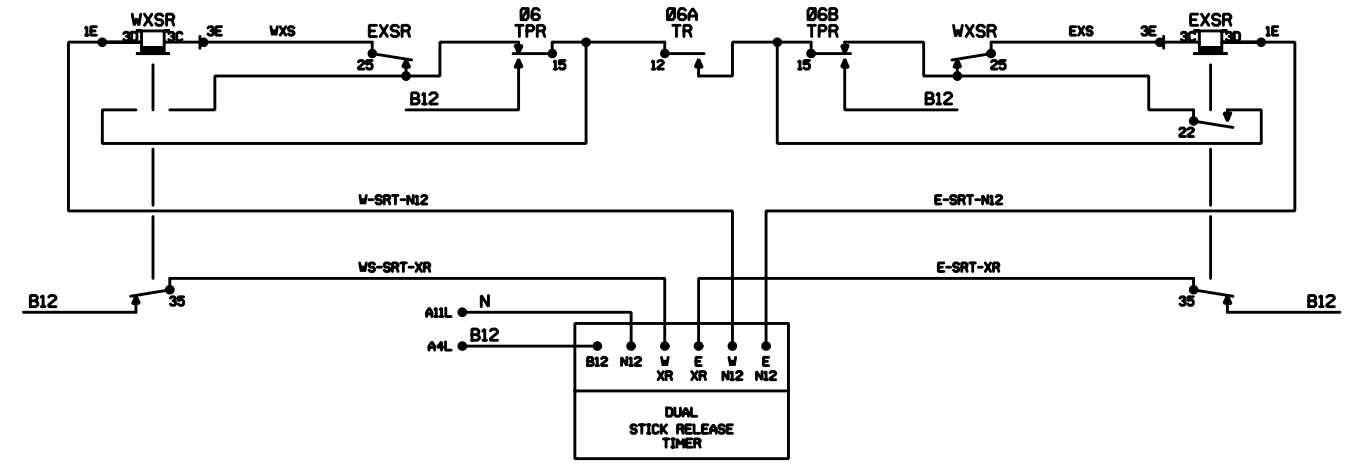 Ø6 Ø6A Ø6B
WXSR TPR TR TPR EXSR
1E 3D 3C 3E WXS EXSR WXSR EXS 3E 3C 3D 1E
25 15 12 15 25
B12 B12
22
W-SRT-N12 E-SRT-N12
WS-SRT-XR E-SRT-XR
B12 35 35 B12
A11L N
A4L B12
B12 N12 W E W E
XR XR N12 N12
DUAL
STICK RELEASE
TIMER